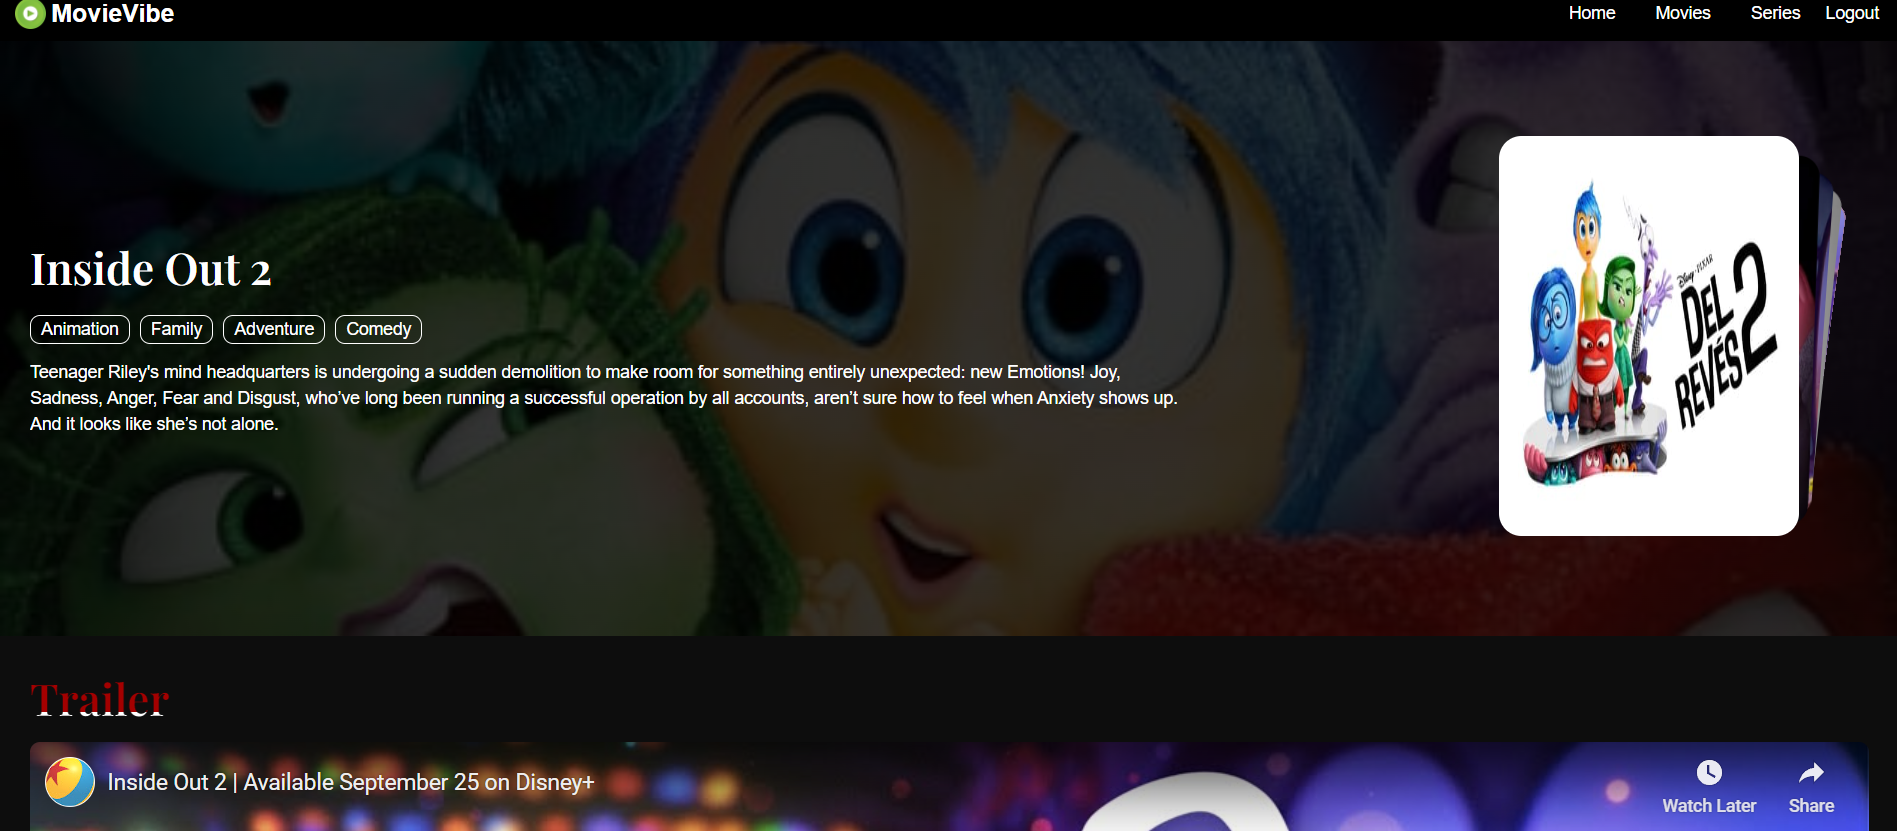 MovieVibe
Home Movies Series Logout
Inside Out 2
Animation Family Adventure Comedy
Teenager Riley's mind headquarters is undergoing a sudden demolition to make room for something entirely unexpected: new Emotions! Joy,
Sadness, Anger, Fear and Disgust, who’ve long been running a successful operation by all accounts, aren’t sure how to feel when Anxiety shows up.
And it looks like she’s not alone.
Disney · PIXAR
DEL
REVÉS 2
Trailer
Inside Out 2 | Available September 25 on Disney+
Watch Later
Share